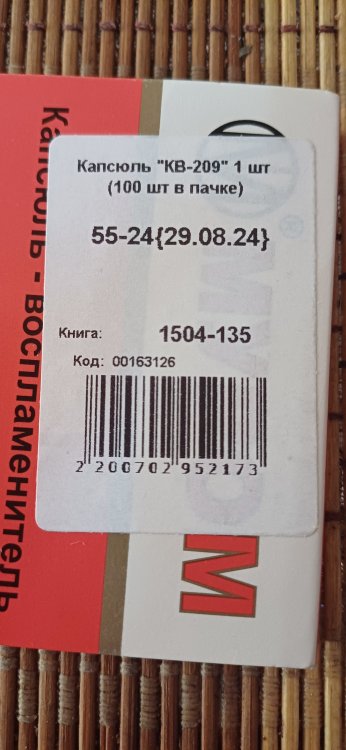 Капсюль "КВ-209" 1 шт
(100 шт в пачке)
55-24{29.08.24}
Книга: 1504-135
Код: 00163126
2 200702 952173
Капсюль - воспламенитель